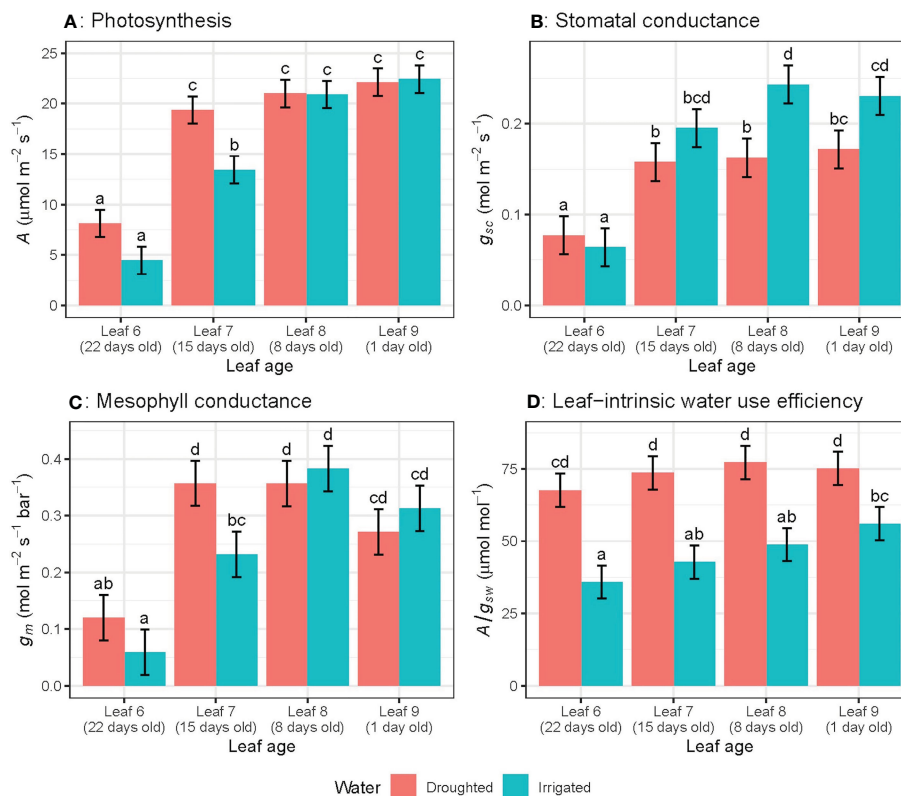 A: Photosynthesis
A (μmol m⁻² s⁻¹)
25
20
15
10
5
0
a
a
c
b
c
c
c
c
Leaf 6
(22 days old)
Leaf 7
(15 days old)
Leaf 8
(8 days old)
Leaf 9
(1 day old)
Leaf age
B: Stomatal conductance
gsc (mol m⁻² s⁻¹)
0.2
0.1
0.0
a
a
b
bcd
b
d
bc
cd
Leaf 6
(22 days old)
Leaf 7
(15 days old)
Leaf 8
(8 days old)
Leaf 9
(1 day old)
Leaf age
C: Mesophyll conductance
gm (mol m⁻² s⁻¹ bar⁻¹)
0.4
0.3
0.2
0.1
0.0
ab
a
d
bc
d
d
cd
cd
Leaf 6
(22 days old)
Leaf 7
(15 days old)
Leaf 8
(8 days old)
Leaf 9
(1 day old)
Leaf age
D: Leaf−intrinsic water use efficiency
A/gsw (μmol mol⁻¹)
75
50
25
0
cd
a
d
ab
d
ab
d
bc
Leaf 6
(22 days old)
Leaf 7
(15 days old)
Leaf 8
(8 days old)
Leaf 9
(1 day old)
Leaf age
Water Droughted Irrigated